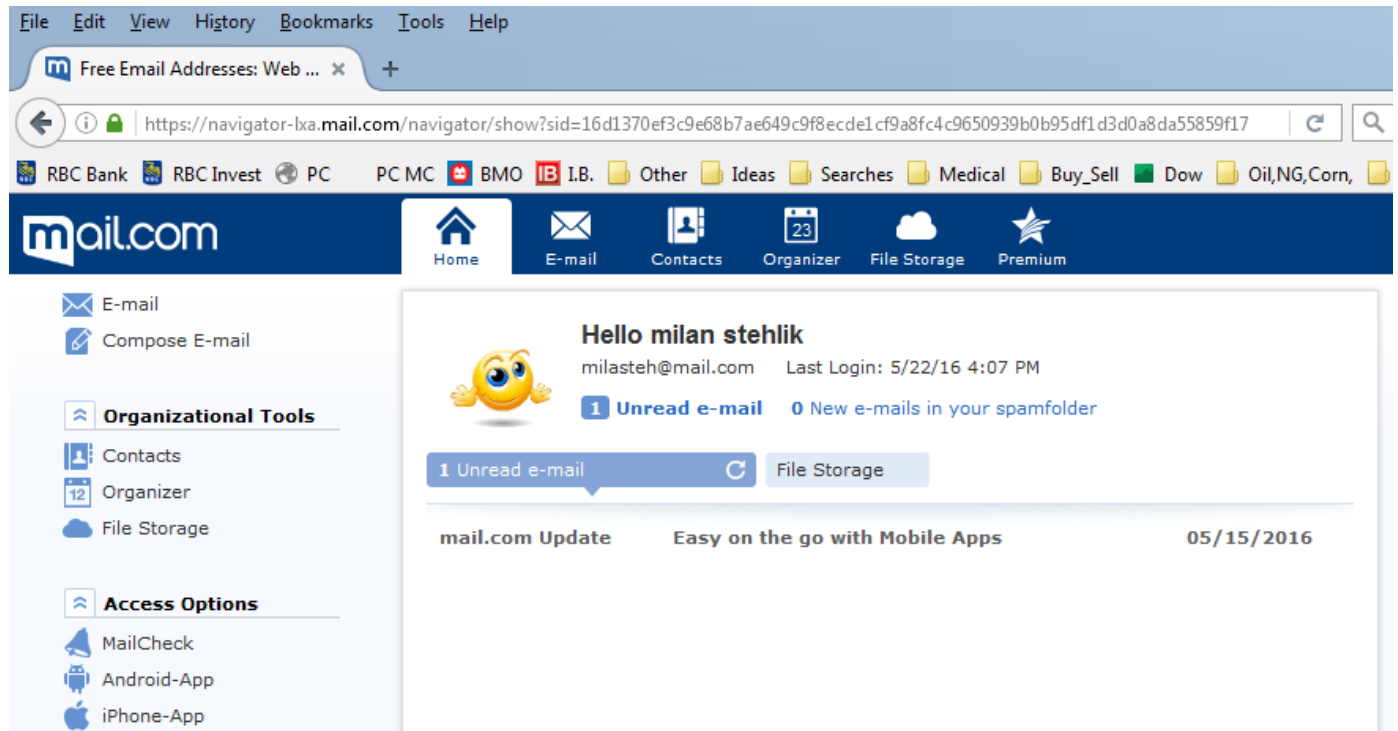 File Edit View History Bookmarks Tools Help
Free Email Addresses: Web ... × +
https://navigator-lxa.mail.com/navigator/show?sid=16d1370ef3c9e68b7ae649c9f8ecde1cf9a8fc4c9650939b0b95df1d3d0a8da55859f17
RBC Bank RBC Invest PC PC MC BMO IB I.B. Other Ideas Searches Medical Buy_Sell Dow Oil,NG,Corn,
mail.com
23
Home E-mail Contacts Organizer File Storage Premium
E-mail
Compose E-mail
Organizational Tools
Contacts
12 Organizer
File Storage
Access Options
MailCheck
Android-App
iPhone-App
Hello milan stehlik
milasteh@mail.com Last Login: 5/22/16 4:07 PM
1 Unread e-mail 0 New e-mails in your spamfolder
1 Unread e-mail File Storage
mail.com Update Easy on the go with Mobile Apps 05/15/2016